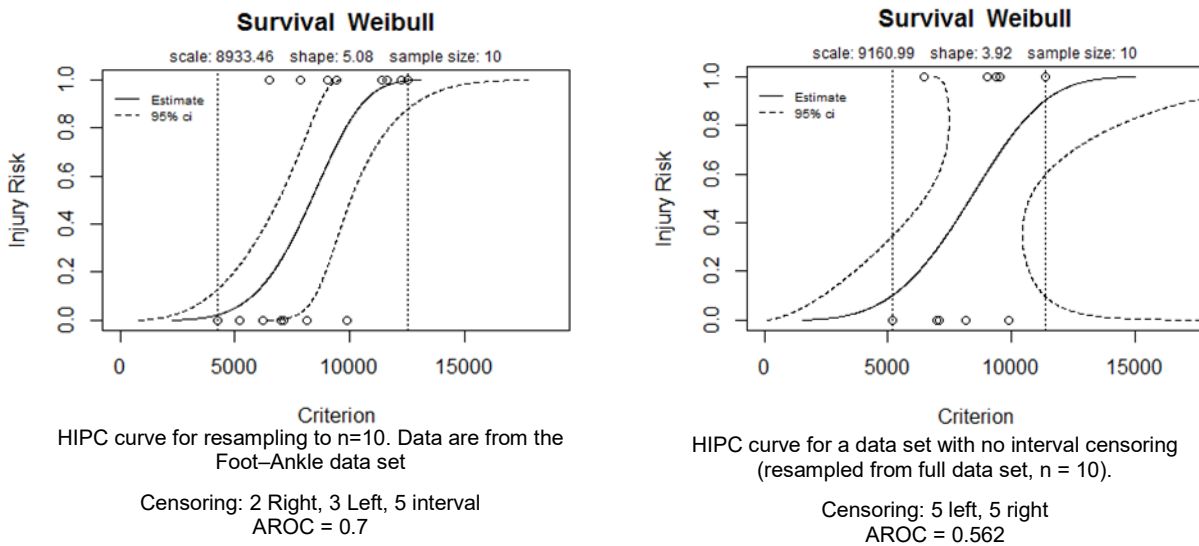 Survival Weibull
scale: 8933.46 shape: 5.08 sample size: 10
Injury Risk
1.0
0.8
0.6
0.4
0.2
0.0
Estimate
95% ci
0 5000 10000 15000
Criterion
HIPC curve for resampling to n=10. Data are from the
Foot–Ankle data set
Censoring: 2 Right, 3 Left, 5 interval
AROC = 0.7
Survival Weibull
scale: 9160.99 shape: 3.92 sample size: 10
Injury Risk
1.0
0.8
0.6
0.4
0.2
0.0
Estimate
95% ci
0 5000 10000 15000
Criterion
HIPC curve for a data set with no interval censoring
(resampled from full data set, n = 10).
Censoring: 5 left, 5 right
AROC = 0.562